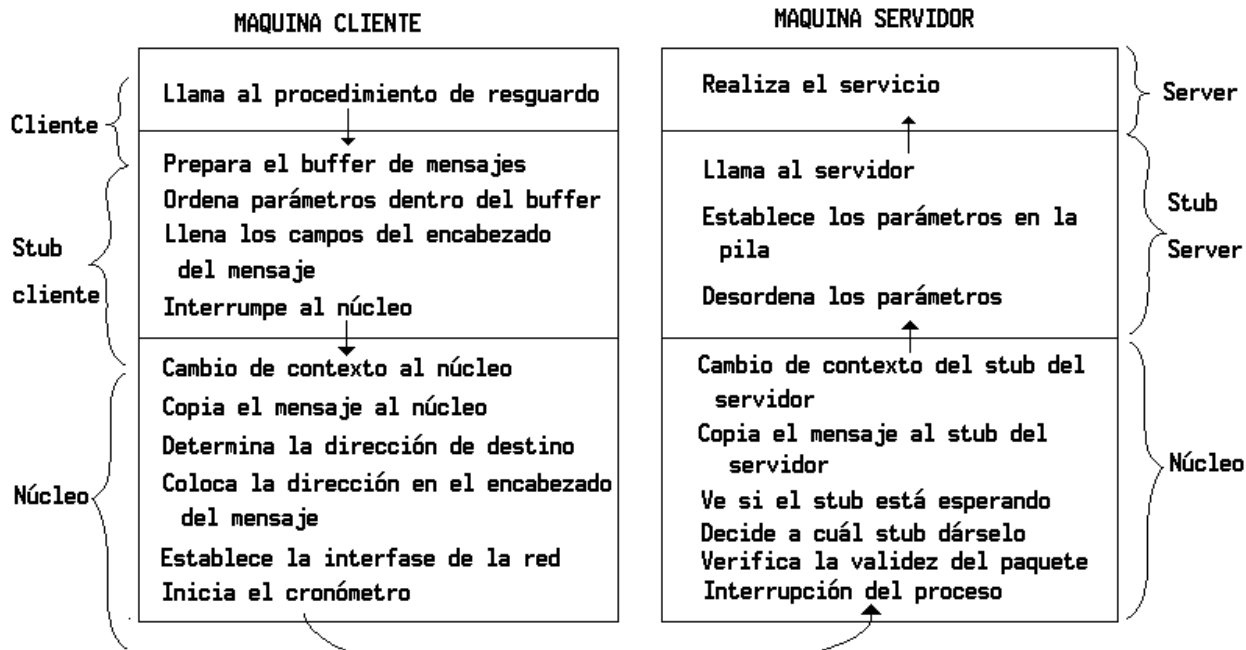 MAQUINA CLIENTE
Cliente
Llama al procedimiento de resguardo
Stub
cliente
Prepara el buffer de mensajes
Ordena parámetros dentro del buffer
Llena los campos del encabezado
del mensaje
Interrumpe al núcleo
Núcleo
Cambio de contexto al núcleo
Copia el mensaje al núcleo
Determina la dirección de destino
Coloca la dirección en el encabezado
del mensaje
Establece la interfase de la red
Inicia el cronómetro
MAQUINA SERVIDOR
Realiza el servicio
Server
Llama al servidor
Establece los parámetros en la
pila
Desordena los parámetros
Stub
Server
Cambio de contexto del stub del
servidor
Copia el mensaje al stub del
servidor
Ve si el stub está esperando
Decide a cuál stub dárselo
Verifica la validez del paquete
Interrupción del proceso
Núcleo